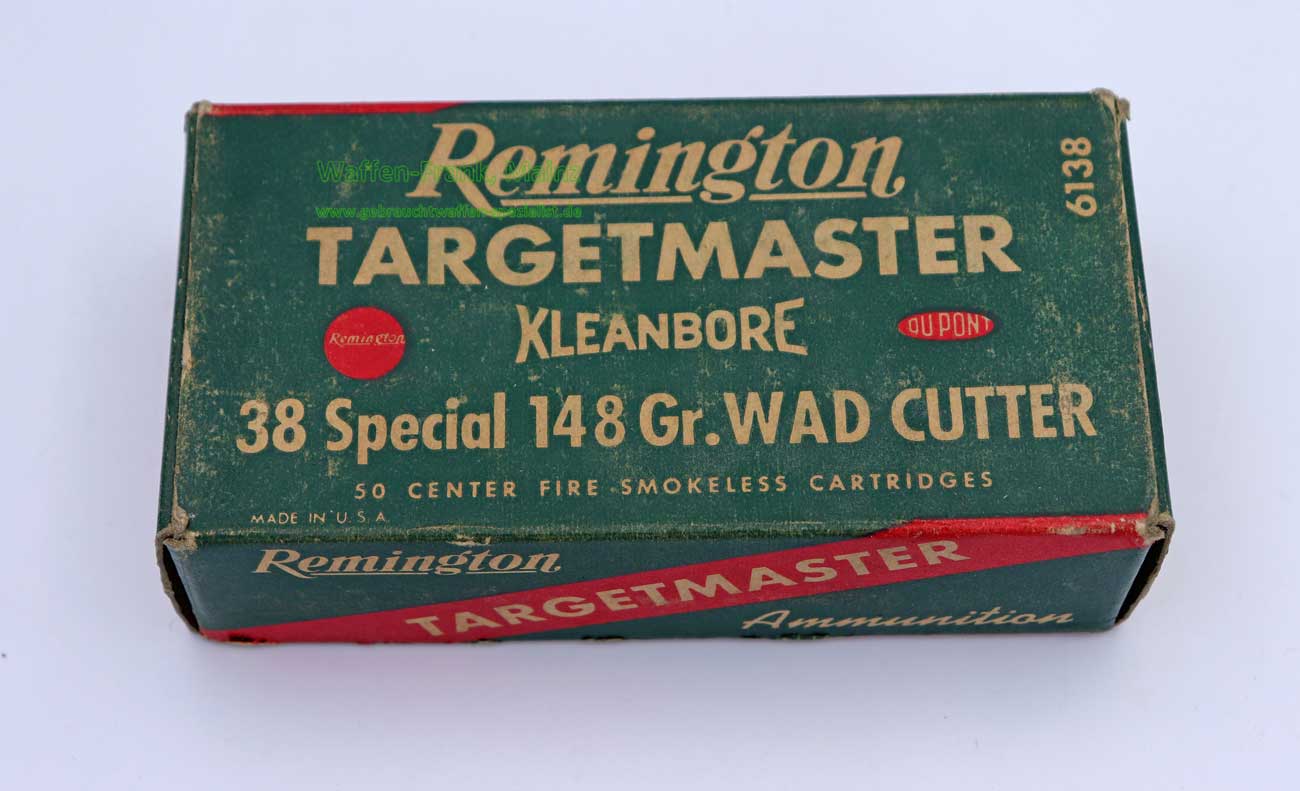 Remington
6138
Waffen-Frank, Mainz
www.gebrauchtwaffen-spezialist.de
TARGETMASTER
KLEANBORE
Remington
DU PONT
38 Special 148 Gr. WAD CUTTER
50 CENTER FIRE SMOKELESS CARTRIDGES
MADE IN U.S.A.
Remington
TARGETMASTER
Ammunition